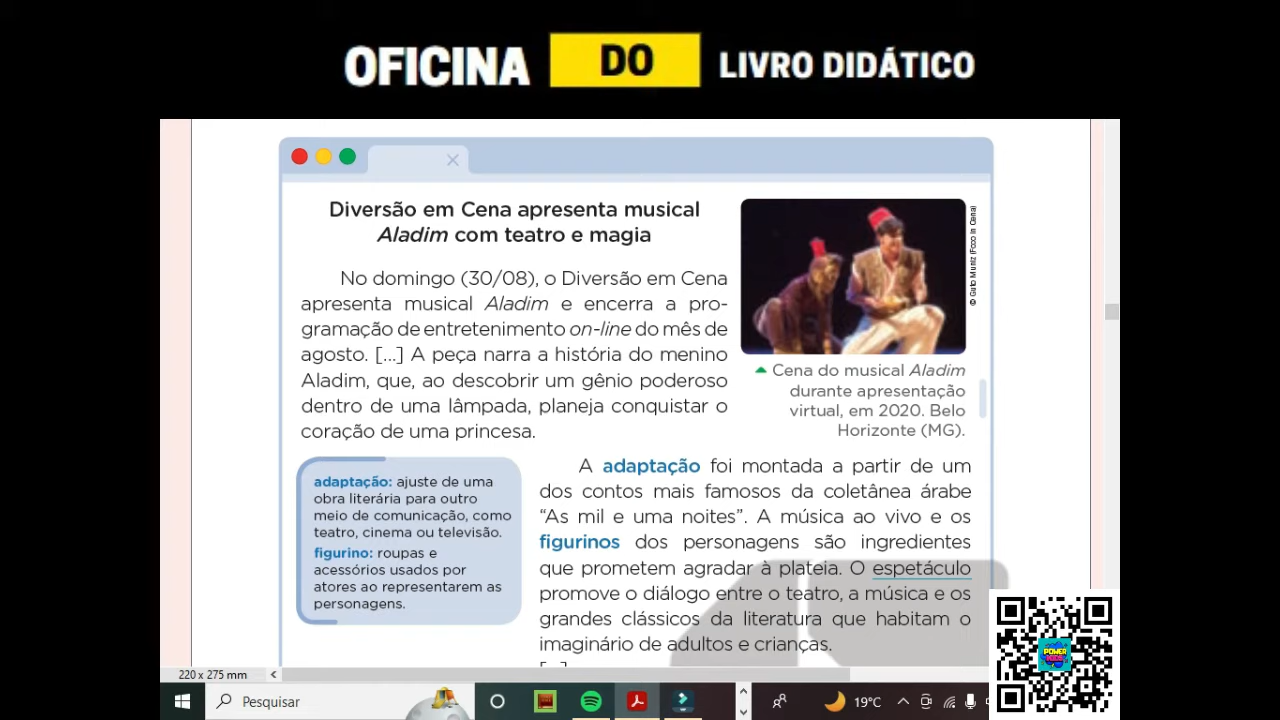 OFICINA DO LIVRO DIDÁTICO
Diversão em Cena apresenta musical
Aladim com teatro e magia
No domingo (30/08), o Diversão em Cena
apresenta musical Aladim e encerra a pro-
gramação de entretenimento on-line do mês de
agosto. [...] A peça narra a história do menino
Aladim, que, ao descobrir um gênio poderoso
dentro de uma lâmpada, planeja conquistar o
coração de uma princesa.
© Guto Muniz (Foco in Cena)
Cena do musical Aladim
durante apresentação
virtual, em 2020. Belo
Horizonte (MG).
adaptação: ajuste de uma
obra literária para outro
meio de comunicação, como
teatro, cinema ou televisão.
figurino: roupas e
acessórios usados por
atores ao representarem as
personagens.
A adaptação foi montada a partir de um
dos contos mais famosos da coletânea árabe
“As mil e uma noites”. A música ao vivo e os
figurinos dos personagens são ingredientes
que prometem agradar à plateia. O espetáculo
promove o diálogo entre o teatro, a música e os
grandes clássicos da literatura que habitam o
imaginário de adultos e crianças.
[...]
POWER
KIDS
220 x 275 mm
Pesquisar
19°C